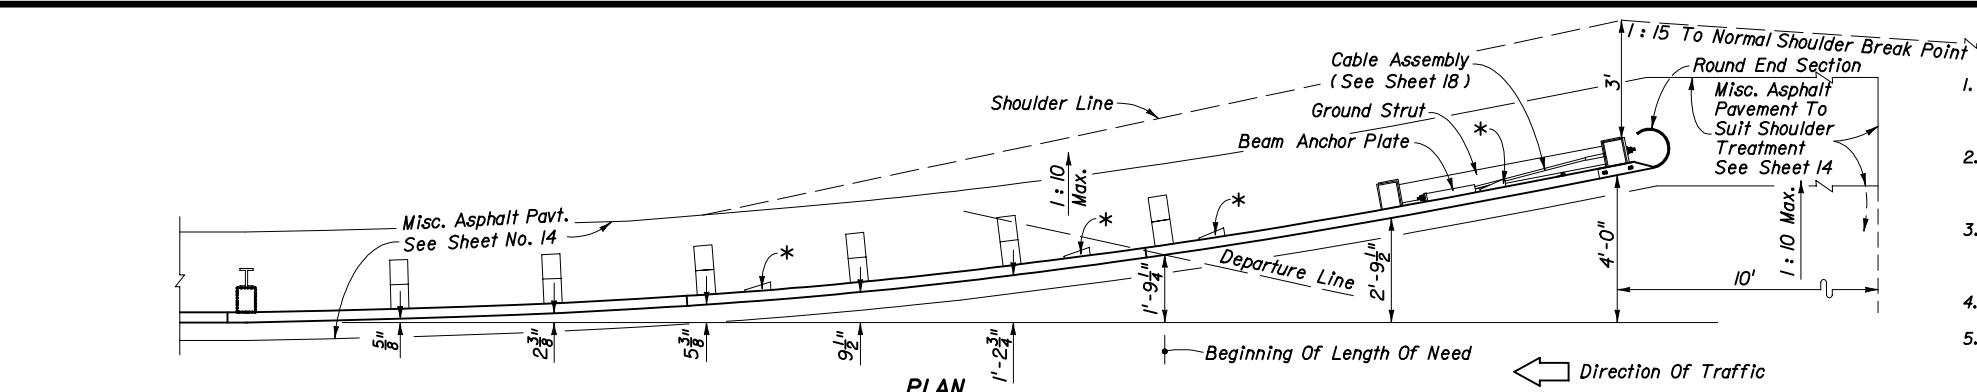 1:15 To Normal Shoulder Break Point
Cable Assembly
(See Sheet 18)
Round End Section
3'
1.
Shoulder Line
Ground Strut
*
Misc. Asphalt
Pavement To
Suit Shoulder
Treatment
See Sheet 14
Beam Anchor Plate
2.
1:10
Max.
Misc. Asphalt Pavt.
See Sheet No. 14
*
*
*
Departure Line
1'-9 1/4"
2'-9 1/2"
4'-0"
1:10 Max.
3.
10'
4.
5/8"
2 3/8"
5 3/8"
9 1/2"
1'-2 3/4"
Beginning Of Length Of Need
5.
Direction Of Traffic
PLAN